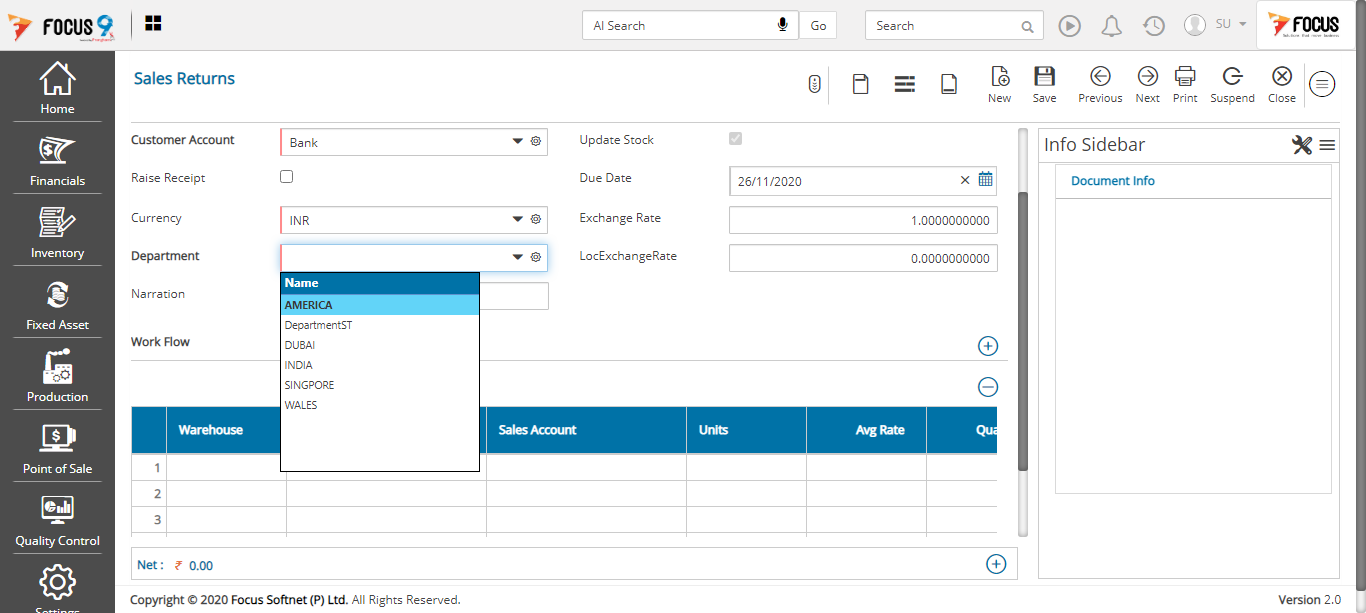 FOCUS 9
AI Search
Go
Search
SU
FOCUS
Home
Financials
Inventory
Fixed Asset
Production
Point of Sale
Quality Control
Settings
Sales Returns
New
Save
Previous
Next
Print
Suspend
Close
Customer Account
Bank
Update Stock
Raise Receipt
Due Date
26/11/2020
Currency
INR
Exchange Rate
1.0000000000
Department
LocExchangeRate
0.0000000000
Narration
Name
AMERICA
DepartmentST
DUBAI
INDIA
SINGPORE
WALES
Work Flow
Warehouse
Sales Account
Units
Avg Rate
Qua
1
2
3
Net : ₹ 0.00
Info Sidebar
Document Info
Copyright © 2020 Focus Softnet (P) Ltd. All Rights Reserved.
Version 2.0